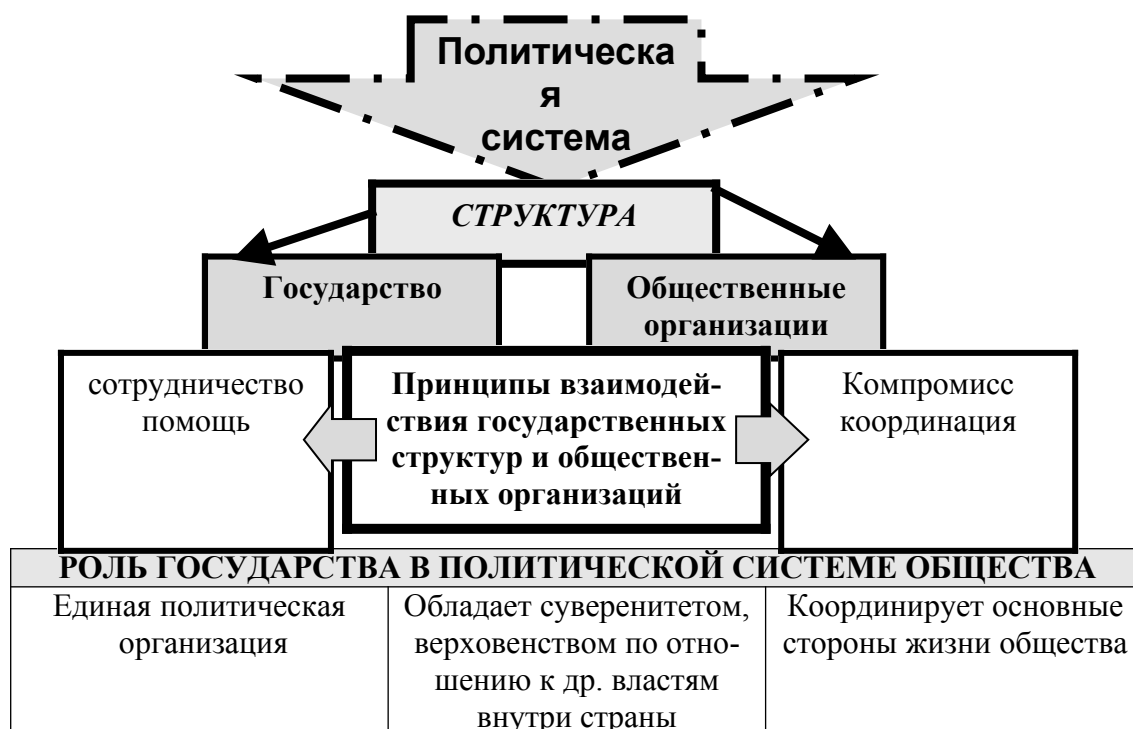 Политическа
я
система
СТРУКТУРА
Государство
Общественные
организации
сотрудничество
помощь
Принципы взаимодей-
ствия государственных
структур и обществен-
ных организаций
Компромисс
координация
РОЛЬ ГОСУДАРСТВА В ПОЛИТИЧЕСКОЙ СИСТЕМЕ ОБЩЕСТВА
Единая политическая
организация
Обладает суверенитетом,
верховенством по отно-
шению к др. властям
внутри страны
Координирует основные
стороны жизни общества